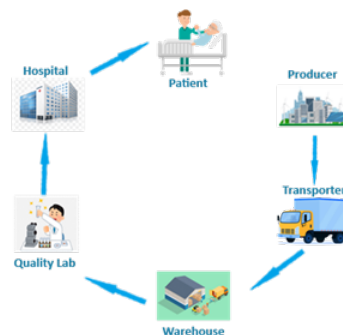 Hospital
Patient
Producer
Transporter
Quality Lab
Warehouse